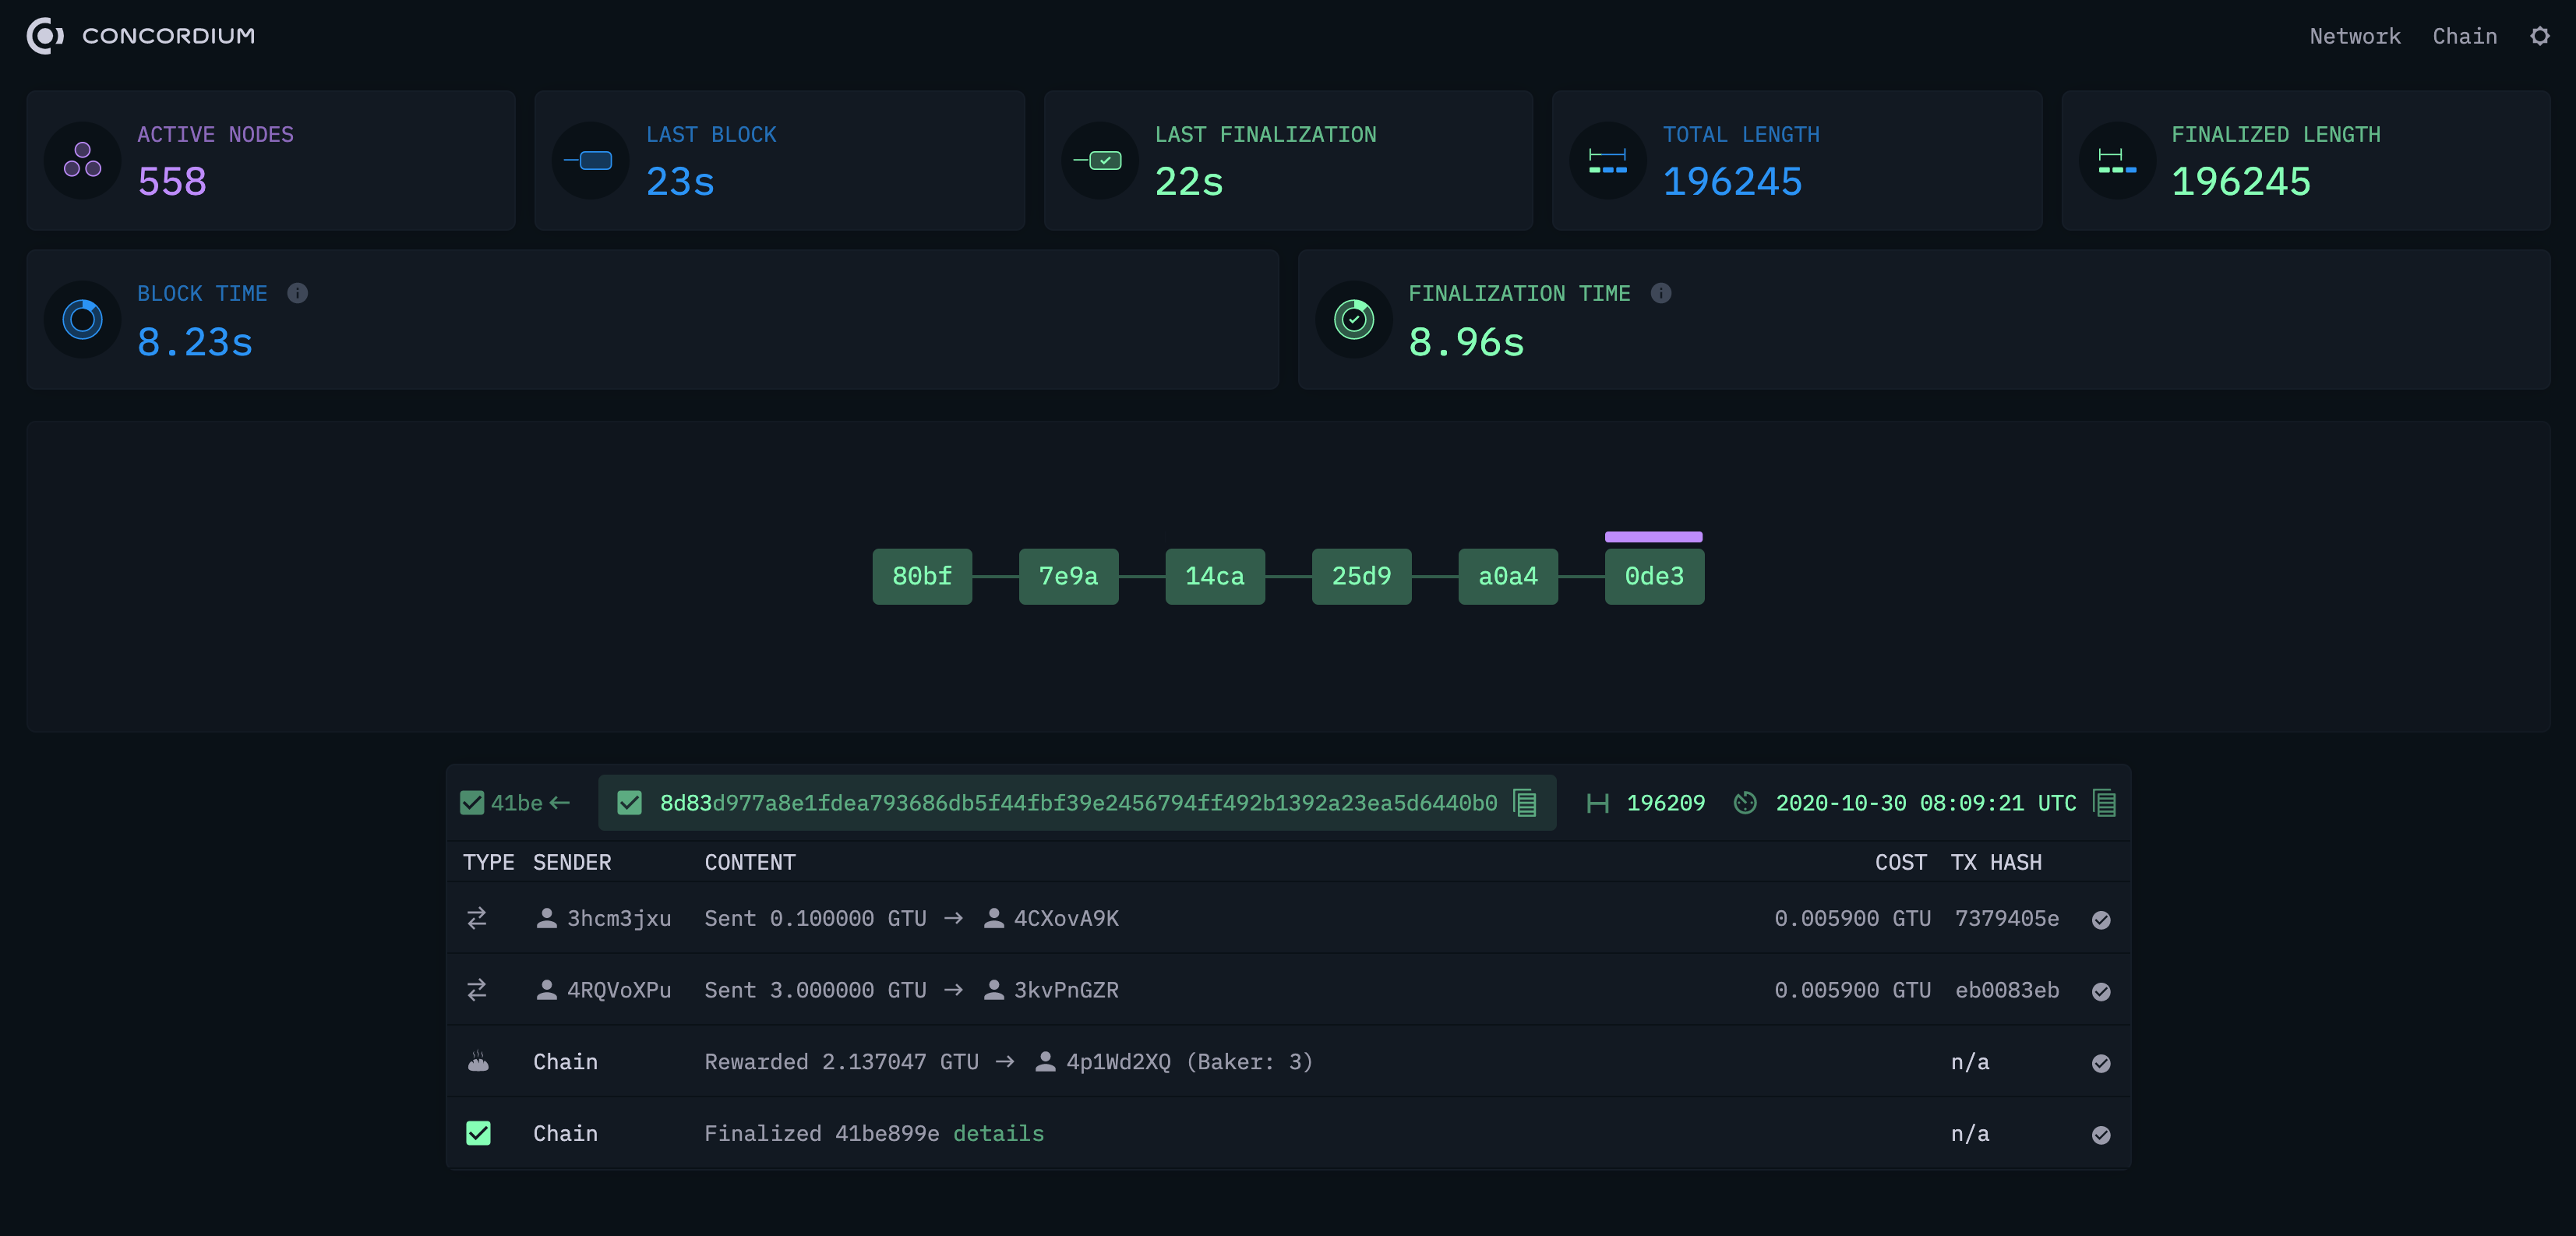 CONCORDIUM
Network Chain
ACTIVE NODES
558
LAST BLOCK
23s
LAST FINALIZATION
22s
TOTAL LENGTH
196245
FINALIZED LENGTH
196245
BLOCK TIME
8.23s
FINALIZATION TIME
8.96s
80bf 7e9a 14ca 25d9 a0a4 0de3
41be ← 8d83d977a8e1fdea793686db5f44fbf39e2456794ff492b1392a23ea5d6440b0 196209 2020-10-30 08:09:21 UTC
TYPE SENDER CONTENT COST TX HASH
3hcm3jxu Sent 0.100000 GTU → 4CXovA9K 0.005900 GTU 7379405e
4RQVoXPu Sent 3.000000 GTU → 3kvPnGZR 0.005900 GTU eb0083eb
Chain Rewarded 2.137047 GTU → 4p1Wd2XQ (Baker: 3) n/a
Chain Finalized 41be899e details n/a